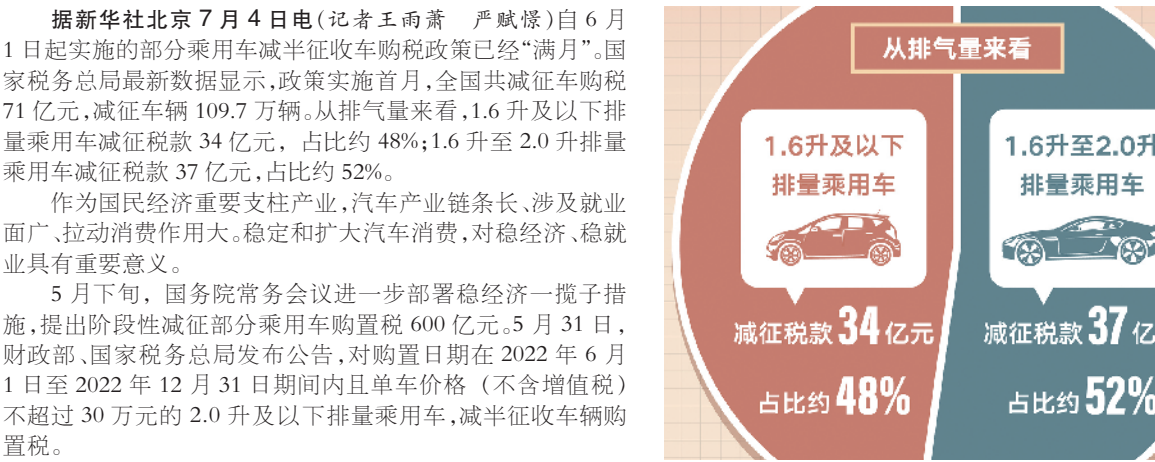 据新华社北京7月4日电(记者王雨萧 严赋憬)自6月
1日起实施的部分乘用车减半征收车购税政策已经“满月”。国
家税务总局最新数据显示,政策实施首月,全国共减征车购税
71亿元,减征车辆109.7万辆。从排气量来看,1.6升及以下排
量乘用车减征税款34亿元,占比约48%;1.6升至2.0升排量
乘用车减征税款37亿元,占比约52%。
作为国民经济重要支柱产业,汽车产业链条长、涉及就业
面广、拉动消费作用大。稳定和扩大汽车消费,对稳经济、稳就
业具有重要意义。
5月下旬,国务院常务会议进一步部署稳经济一揽子措
施,提出阶段性减征部分乘用车购置税600亿元。5月31日,
财政部、国家税务总局发布公告,对购置日期在2022年6月
1日至2022年12月31日期间内且单车价格(不含增值税)
不超过30万元的2.0升及以下排量乘用车,减半征收车辆购
置税。
从排气量来看
1.6升及以下
排量乘用车
减征税款34亿元
占比约48%
1.6升至2.0升
排量乘用车
减征税款37亿
占比约52%